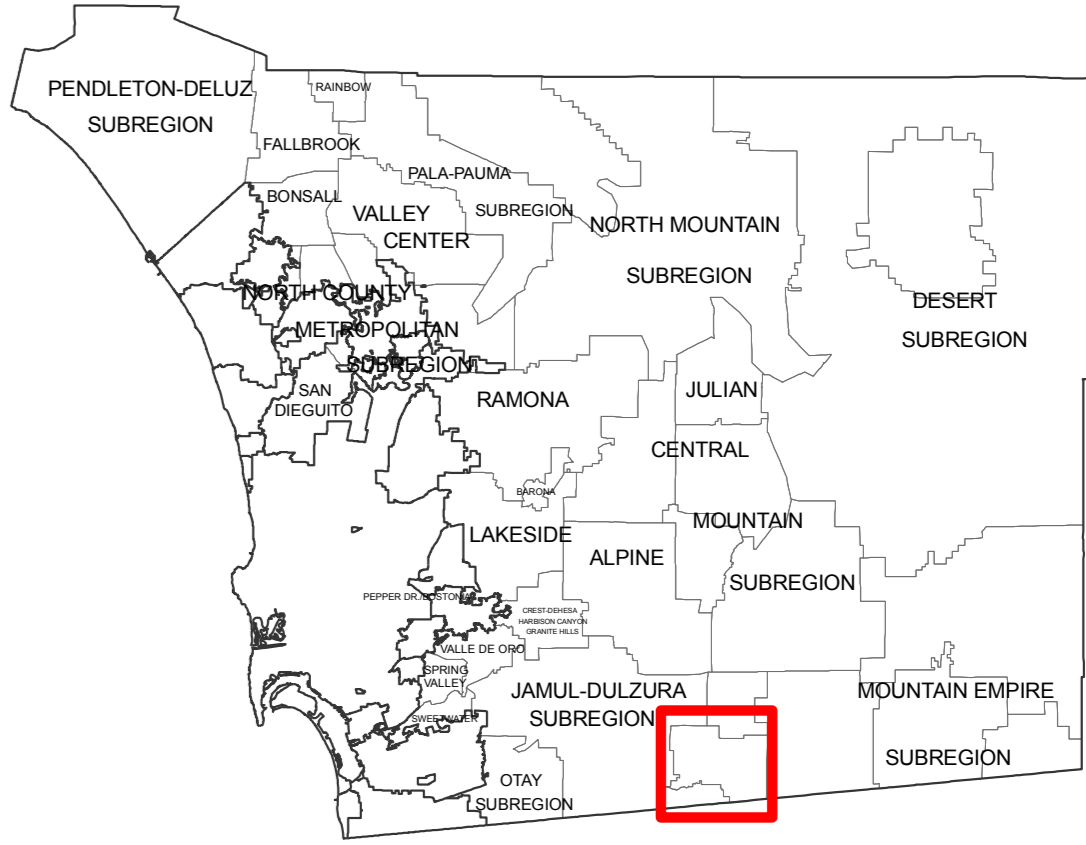 PENDLETON-DELUZ
SUBREGION
RAINBOW
FALLBROOK
BONSALL
PALA-PAUMA
SUBREGION
VALLEY
CENTER
NORTH MOUNTAIN
SUBREGION
DESERT
SUBREGION
NORTH COUNTY
METROPOLITAN
SUBREGION
SAN
DIEGUITO
RAMONA
JULIAN
CENTRAL
MOUNTAIN
SUBREGION
BARONA
LAKESIDE
ALPINE
PEPPER DR./BOSTONIA
CREST-DEHESA
HARBISON CANYON
GRANITE HILLS
VALLE DE ORO
SPRING
VALLEY
SWEETWATER
JAMUL-DULZURA
SUBREGION
MOUNTAIN EMPIRE
SUBREGION
OTAY
SUBREGION